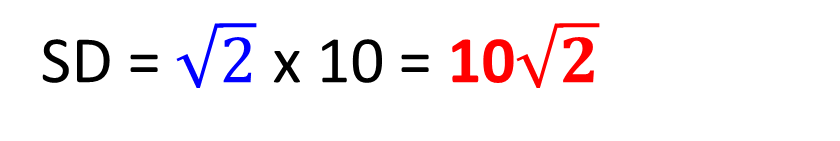 SD = √2 x 10 = 10√2